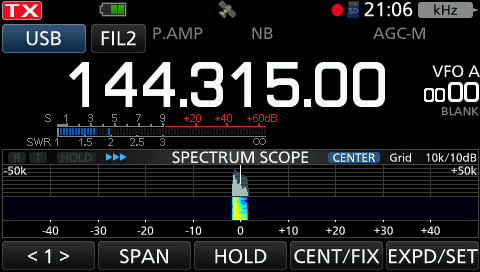 TX 21:06 kHz
SD
USB FIL2 P.AMP NB AGC-M
144.315.00
VFO A
00 00
BLANK
S 1 3 5 7 9 +20 +40 +60dB
SWR 1 1.5 2 2.5 3 ∞
R T HOLD SPECTRUM SCOPE CENTER Grid 10k/10dB
-50k +50k
-40 -30 -20 -10 0 +10 +20 +30 +40
< 1 > SPAN HOLD CENT/FIX EXPD/SET